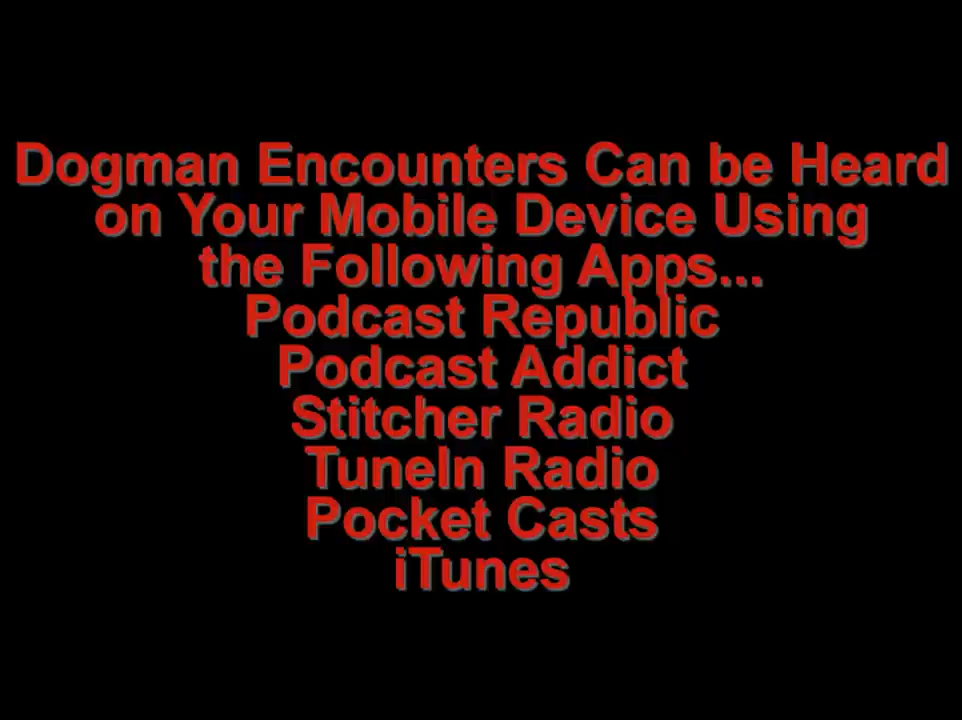 Dogman Encounters Can be Heard
on Your Mobile Device Using
the Following Apps...
Podcast Republic
Podcast Addict
Stitcher Radio
TuneIn Radio
Pocket Casts
iTunes